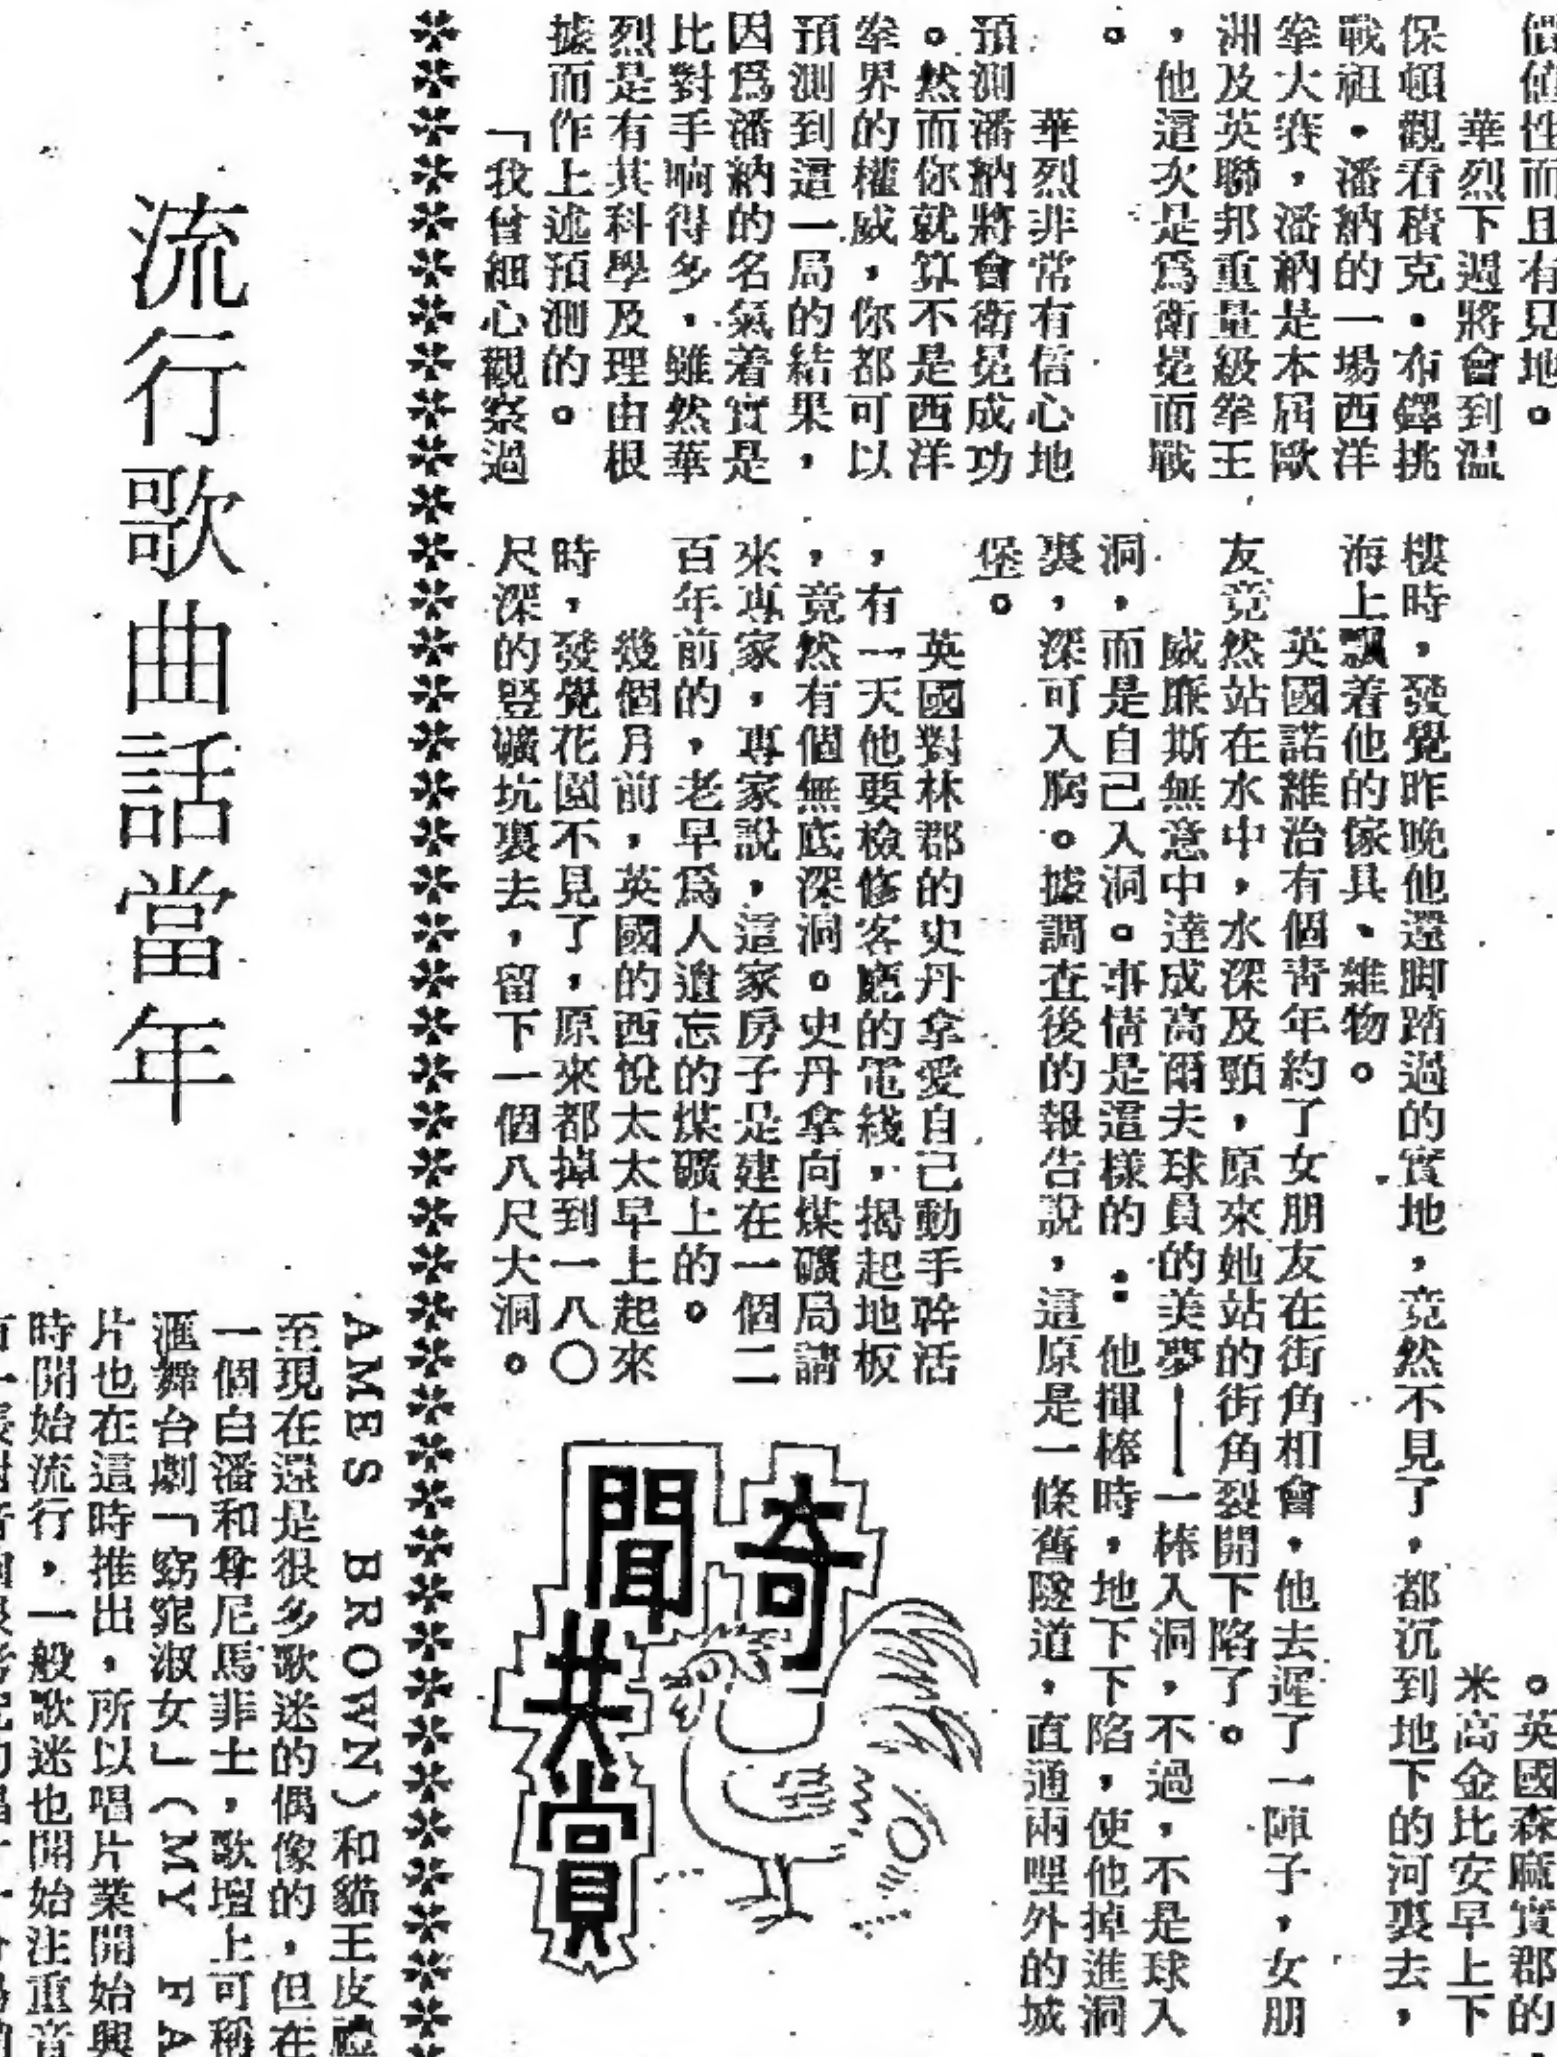 價值性而且有見地。
華烈下週將會到温
保頓觀看積克・布鐸挑
戰祖・潘納的一場西洋
拳大賽,潘納是本屆歐
洲及英聯邦重量級拳王
,他這次是爲衛冕而戰
。
華烈非常有信心地
預測潘納將會衛冕成功
。然而你就算不是西洋
拳界的權威,你都可以
預測到這一局的結果,
因爲潘納的名氣着實是
比對手响得多,雖然華
烈是有其科學及理由根
據而作上述預測的。
「我曾細心觀察過
。英國森 實郡的
米高金比安早上下
樓時,發覺昨晚他還脚踏過的實地,竟然不見了,都沉到地下的河裏去,
海上飄着他的傢具、雜物。
英國諾維治有個青年約了女朋友在街角相會,他去遲了一陣子,女朋
友竟然站在水中,水深及頸,原來她站的街角裂開下陷了。
威廉斯無意中達成高爾夫球員的美夢——一棒入洞,不過,不是球入
洞,而是自己入洞。事情是這樣的:他揮棒時,地下下陷,使他掉進洞
裏,深可入胸。據調查後的報告說,這原是一條舊隧道,直通兩哩外的城
堡。
英國對林郡的史丹拿愛自己動手幹活
,有一天他要檢修客廳的電綫,揭起地板
,竟然有個無底深洞。史丹拿向煤礦局請
來專家,專家說,這家房子是建在一個二
百年前的,老早爲人遺忘的煤礦上的。
幾個月前,英國的西悅太太早上起來
時,發覺花園不見了,原來都掉到一八〇
尺深的豎礦坑裏去,留下一個八尺大洞。
奇聞共賞
流行歌曲話當年
AMES BROWN)和貓王皮
至現在還是很多歌迷的偶像的,但在
一個白潘和尊尼馬非士,歌壇上可稱
滙舞台劇「窈窕淑女」(MY FA
片也在這時推出,所以唱片業開始興
時開始流行,一般歌迷也開始注重音